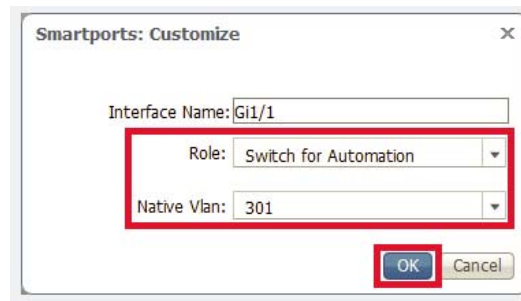 Smartports: Customize
Interface Name: Gi1/1
Role: Switch for Automation
Native Vlan: 301
OK Cancel